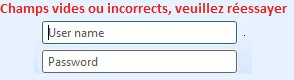 Champs vides ou incorrects, veuillez réessayer
User name
.
Password